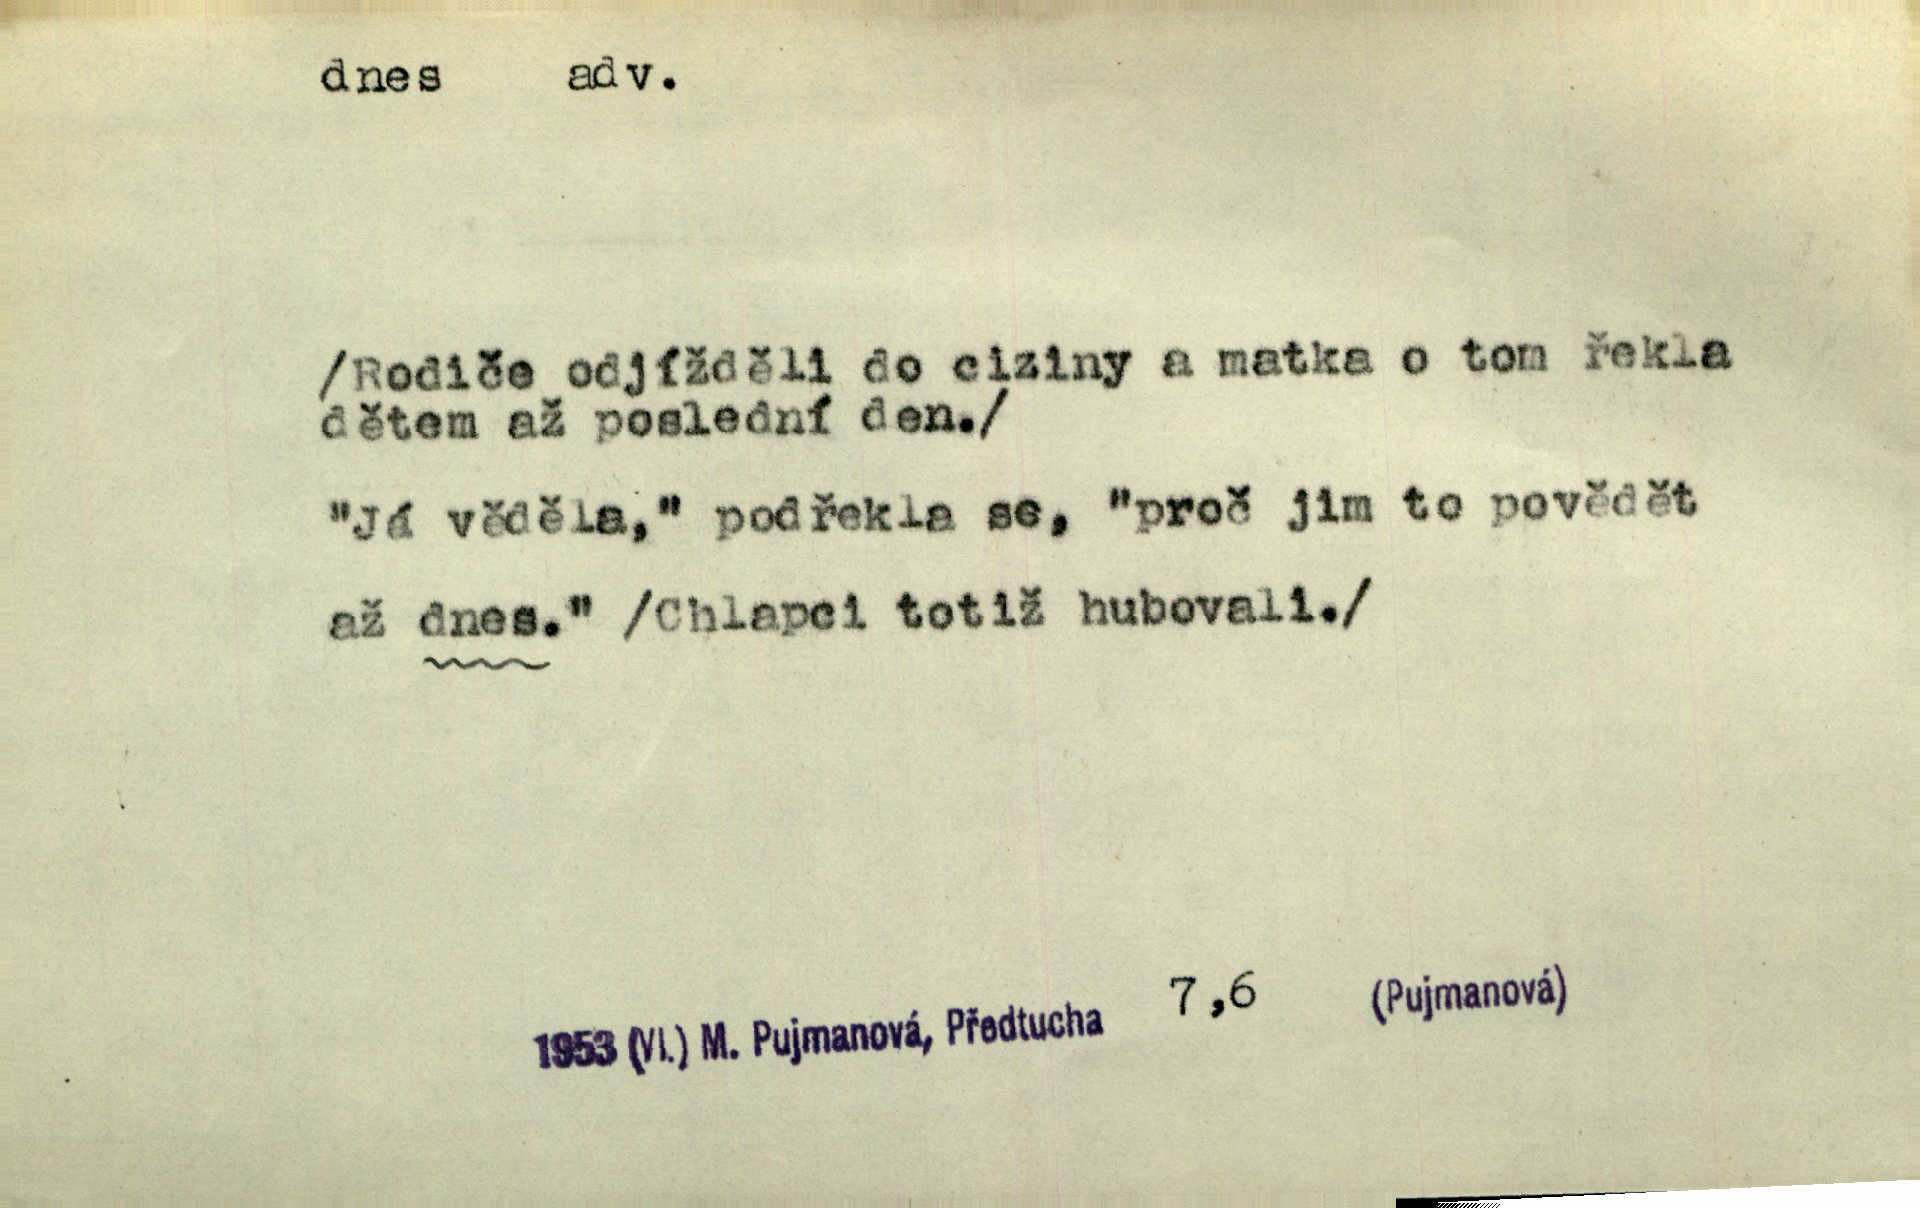 dnes adv.
/Rodiče odjížděli do ciziny a matka o tom řekla
dětem až poslední den./
"Já věděla," podřekla se, "proč jim to povědět
až dnes." /Chlapci totiž hubovali./
7,6 (Pujmanová)
1953 (Vl.) M. Pujmanová, Předtucha